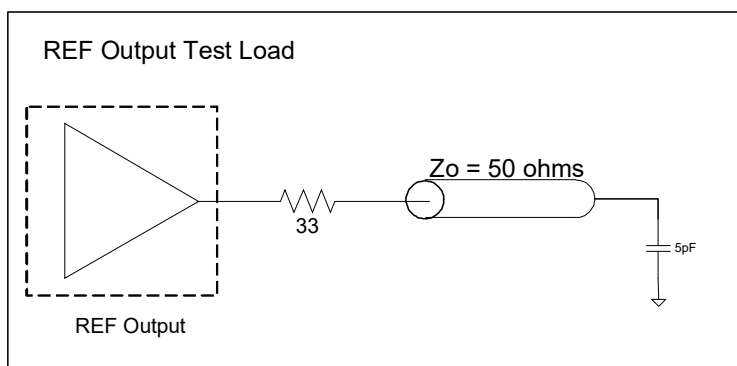 REF Output Test Load
Zo = 50 ohms
33
5pF
REF Output